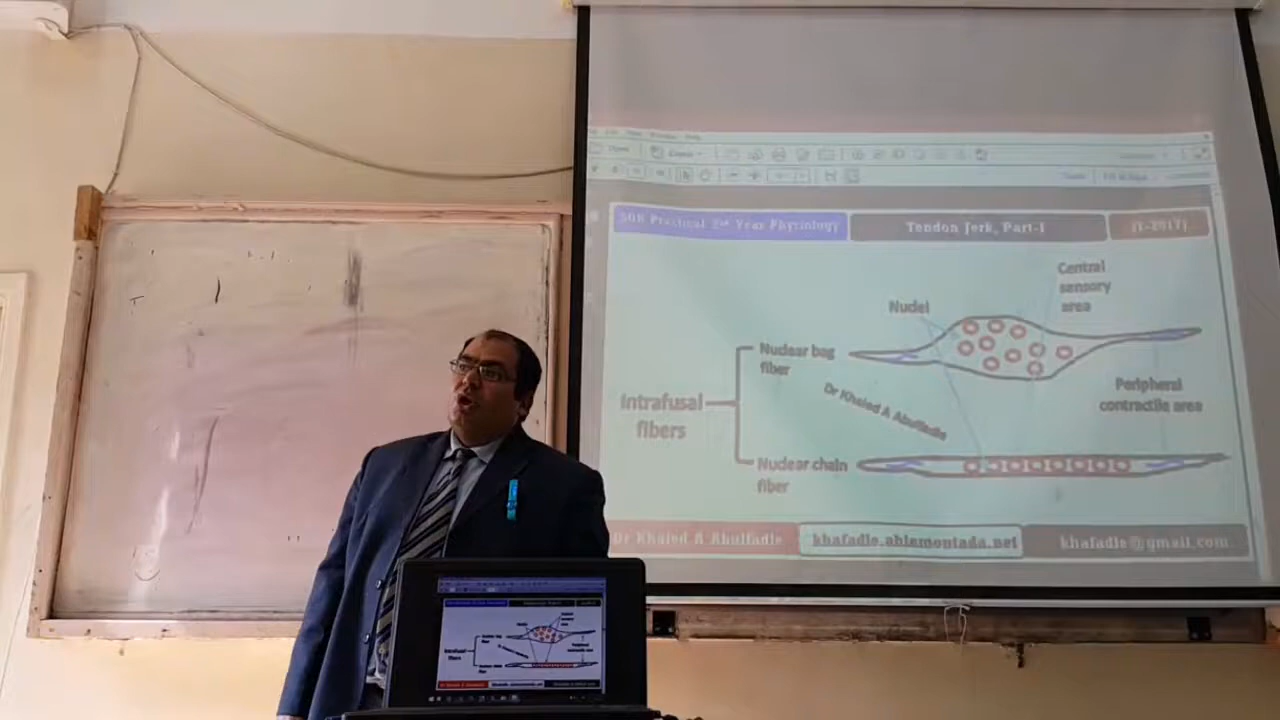 Practical 2nd Year Physiology
Tendon Jerk, Part-I
(1-2017)
Central
sensory
area
Nuclei
Nuclear bag
fiber
Peripheral
contractile area
Dr Khaled A Abulfadle
Intrafusal
fibers
Nuclear chain
fiber
Dr Khaled A Abulfadle
khafadle.ahlamontada.net
khafadle@gmail.com